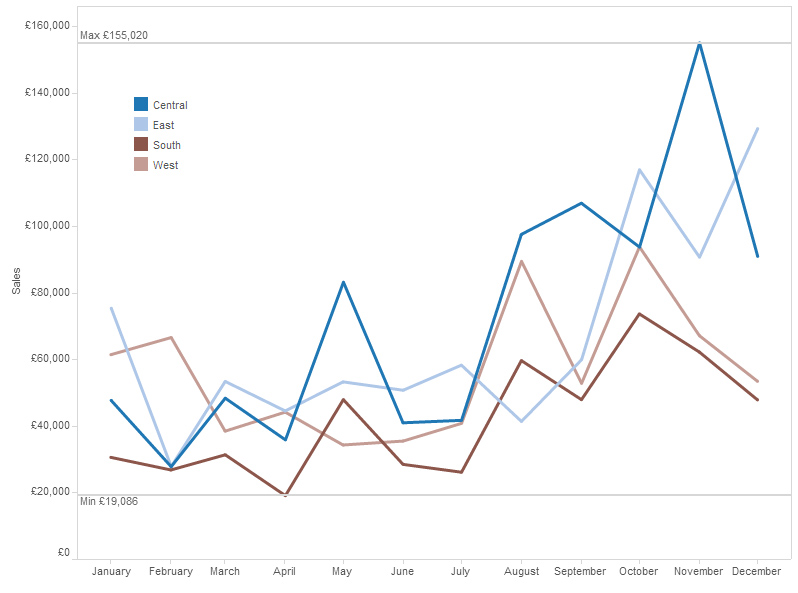 £160,000
Max £155,020
£140,000
Central
East
South
West
£120,000
£100,000
Sales
£80,000
£60,000
£40,000
£20,000
Min £19,086
£0
January February March April May June July August September October November December